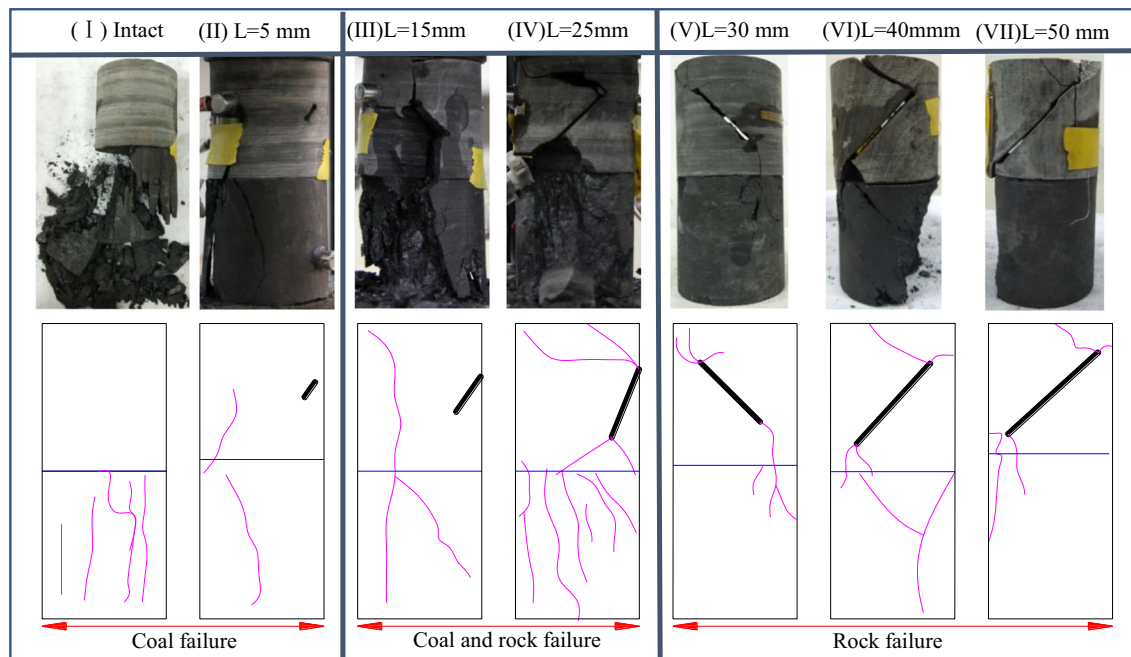 (Ⅰ) Intact
(II) L=5 mm
(III)L=15mm
(IV)L=25mm
(V)L=30 mm
(VI)L=40mmm
(VII)L=50 mm
Coal failure
Coal and rock failure
Rock failure